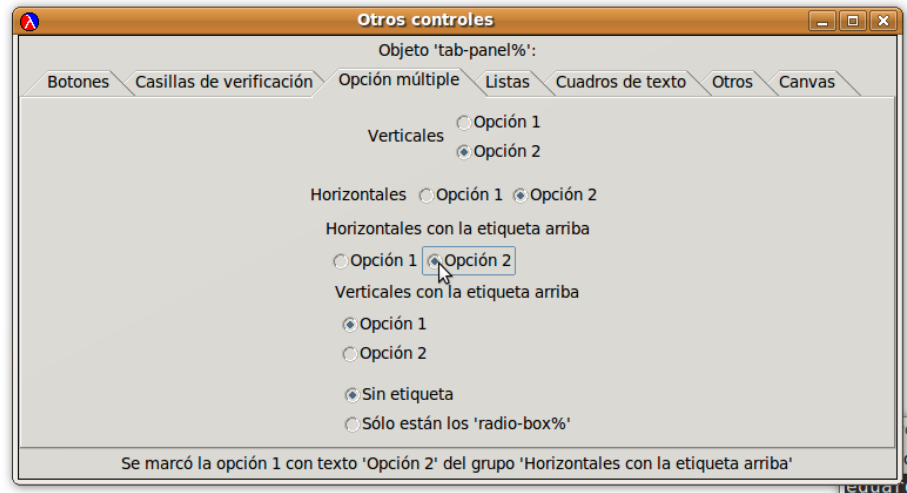 Otros controles
Objeto 'tab-panel%':
Botones Casillas de verificación Opción múltiple Listas Cuadros de texto Otros Canvas
Opción 1
Verticales
Opción 2
Horizontales Opción 1 Opción 2
Horizontales con la etiqueta arriba
Opción 1 Opción 2
Verticales con la etiqueta arriba
Opción 1
Opción 2
Sin etiqueta
Sólo están los 'radio-box%'
Se marcó la opción 1 con texto 'Opción 2' del grupo 'Horizontales con la etiqueta arriba'